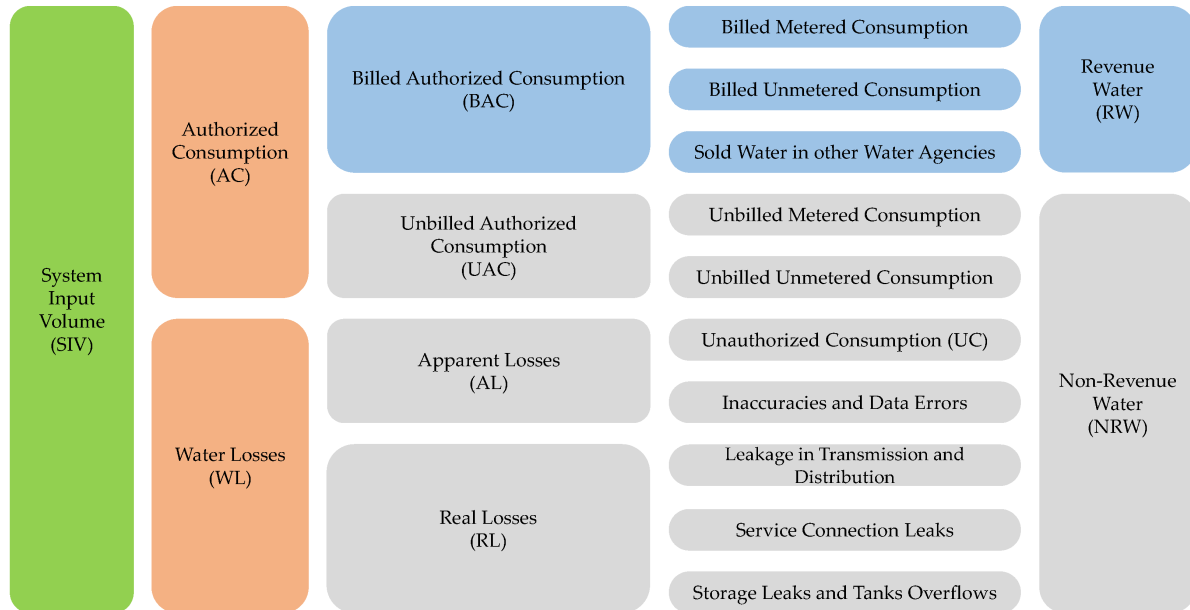 System
Input
Volume
(SIV)
Authorized
Consumption
(AC)
Water Losses
(WL)
Billed Authorized Consumption
(BAC)
Unbilled Authorized
Consumption
(UAC)
Apparent Losses
(AL)
Real Losses
(RL)
Billed Metered Consumption
Billed Unmetered Consumption
Sold Water in other Water Agencies
Unbilled Metered Consumption
Unbilled Unmetered Consumption
Unauthorized Consumption (UC)
Inaccuracies and Data Errors
Leakage in Transmission and
Distribution
Service Connection Leaks
Storage Leaks and Tanks Overflows
Revenue
Water
(RW)
Non-Revenue
Water
(NRW)